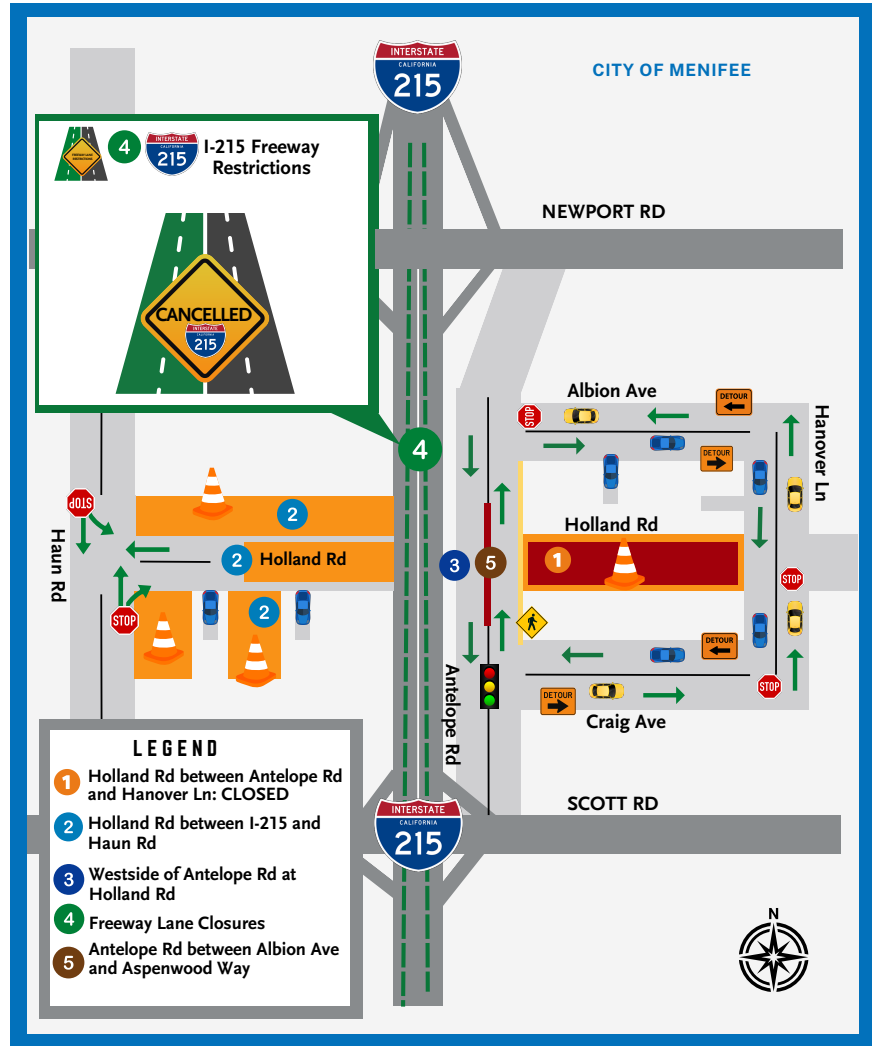 INTERSTATE
CALIFORNIA
215
CITY OF MENIFEE
4
INTERSTATE
CALIFORNIA
215
I-215 Freeway
Restrictions
NEWPORT RD
CANCELLED
INTERSTATE
CALIFORNIA
215
Albion Ave
DETOUR
STOP
Hanover Ln
4
DETOUR
STOP
2
Holland Rd
Haun Rd
2
Holland Rd
3
5
1
STOP
2
STOP
DETOUR
Antelope Rd
STOP
DETOUR
Craig Ave
LEGEND
1 Holland Rd between Antelope Rd
and Hanover Ln: CLOSED
2 Holland Rd between I-215 and
Haun Rd
3 Westside of Antelope Rd at
Holland Rd
4 Freeway Lane Closures
5 Antelope Rd between Albion Ave
and Aspenwood Way
INTERSTATE
CALIFORNIA
215
SCOTT RD
N